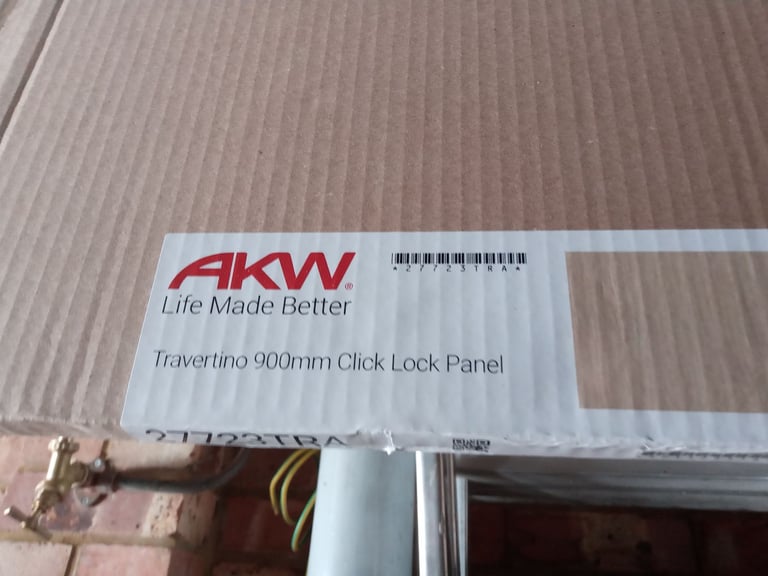 AKW®
Life Made Better
*27723TRA*
Travertino 900mm Click Lock Panel
27723TRA